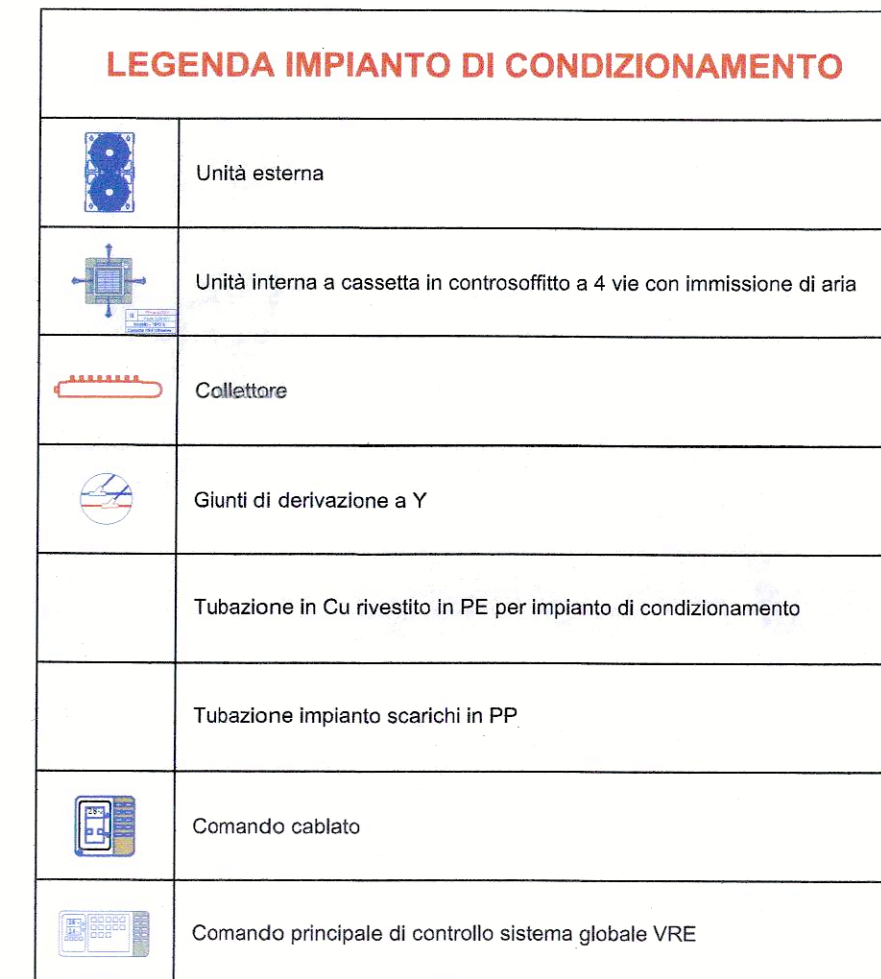 LEGENDA IMPIANTO DI CONDIZIONAMENTO
Unità esterna
Unità interna a cassetta in controsoffitto a 4 vie con immissione di aria
Collettore
Giunti di derivazione a Y
Tubazione in Cu rivestito in PE per impianto di condizionamento
Tubazione impianto scarichi in PP
Comando cablato
Comando principale di controllo sistema globale VRE